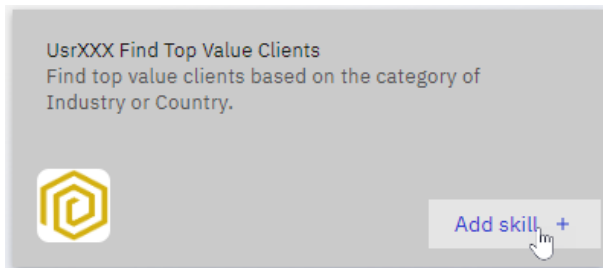 UsrXXX Find Top Value Clients
Find top value clients based on the category of
Industry or Country.
Add skill +